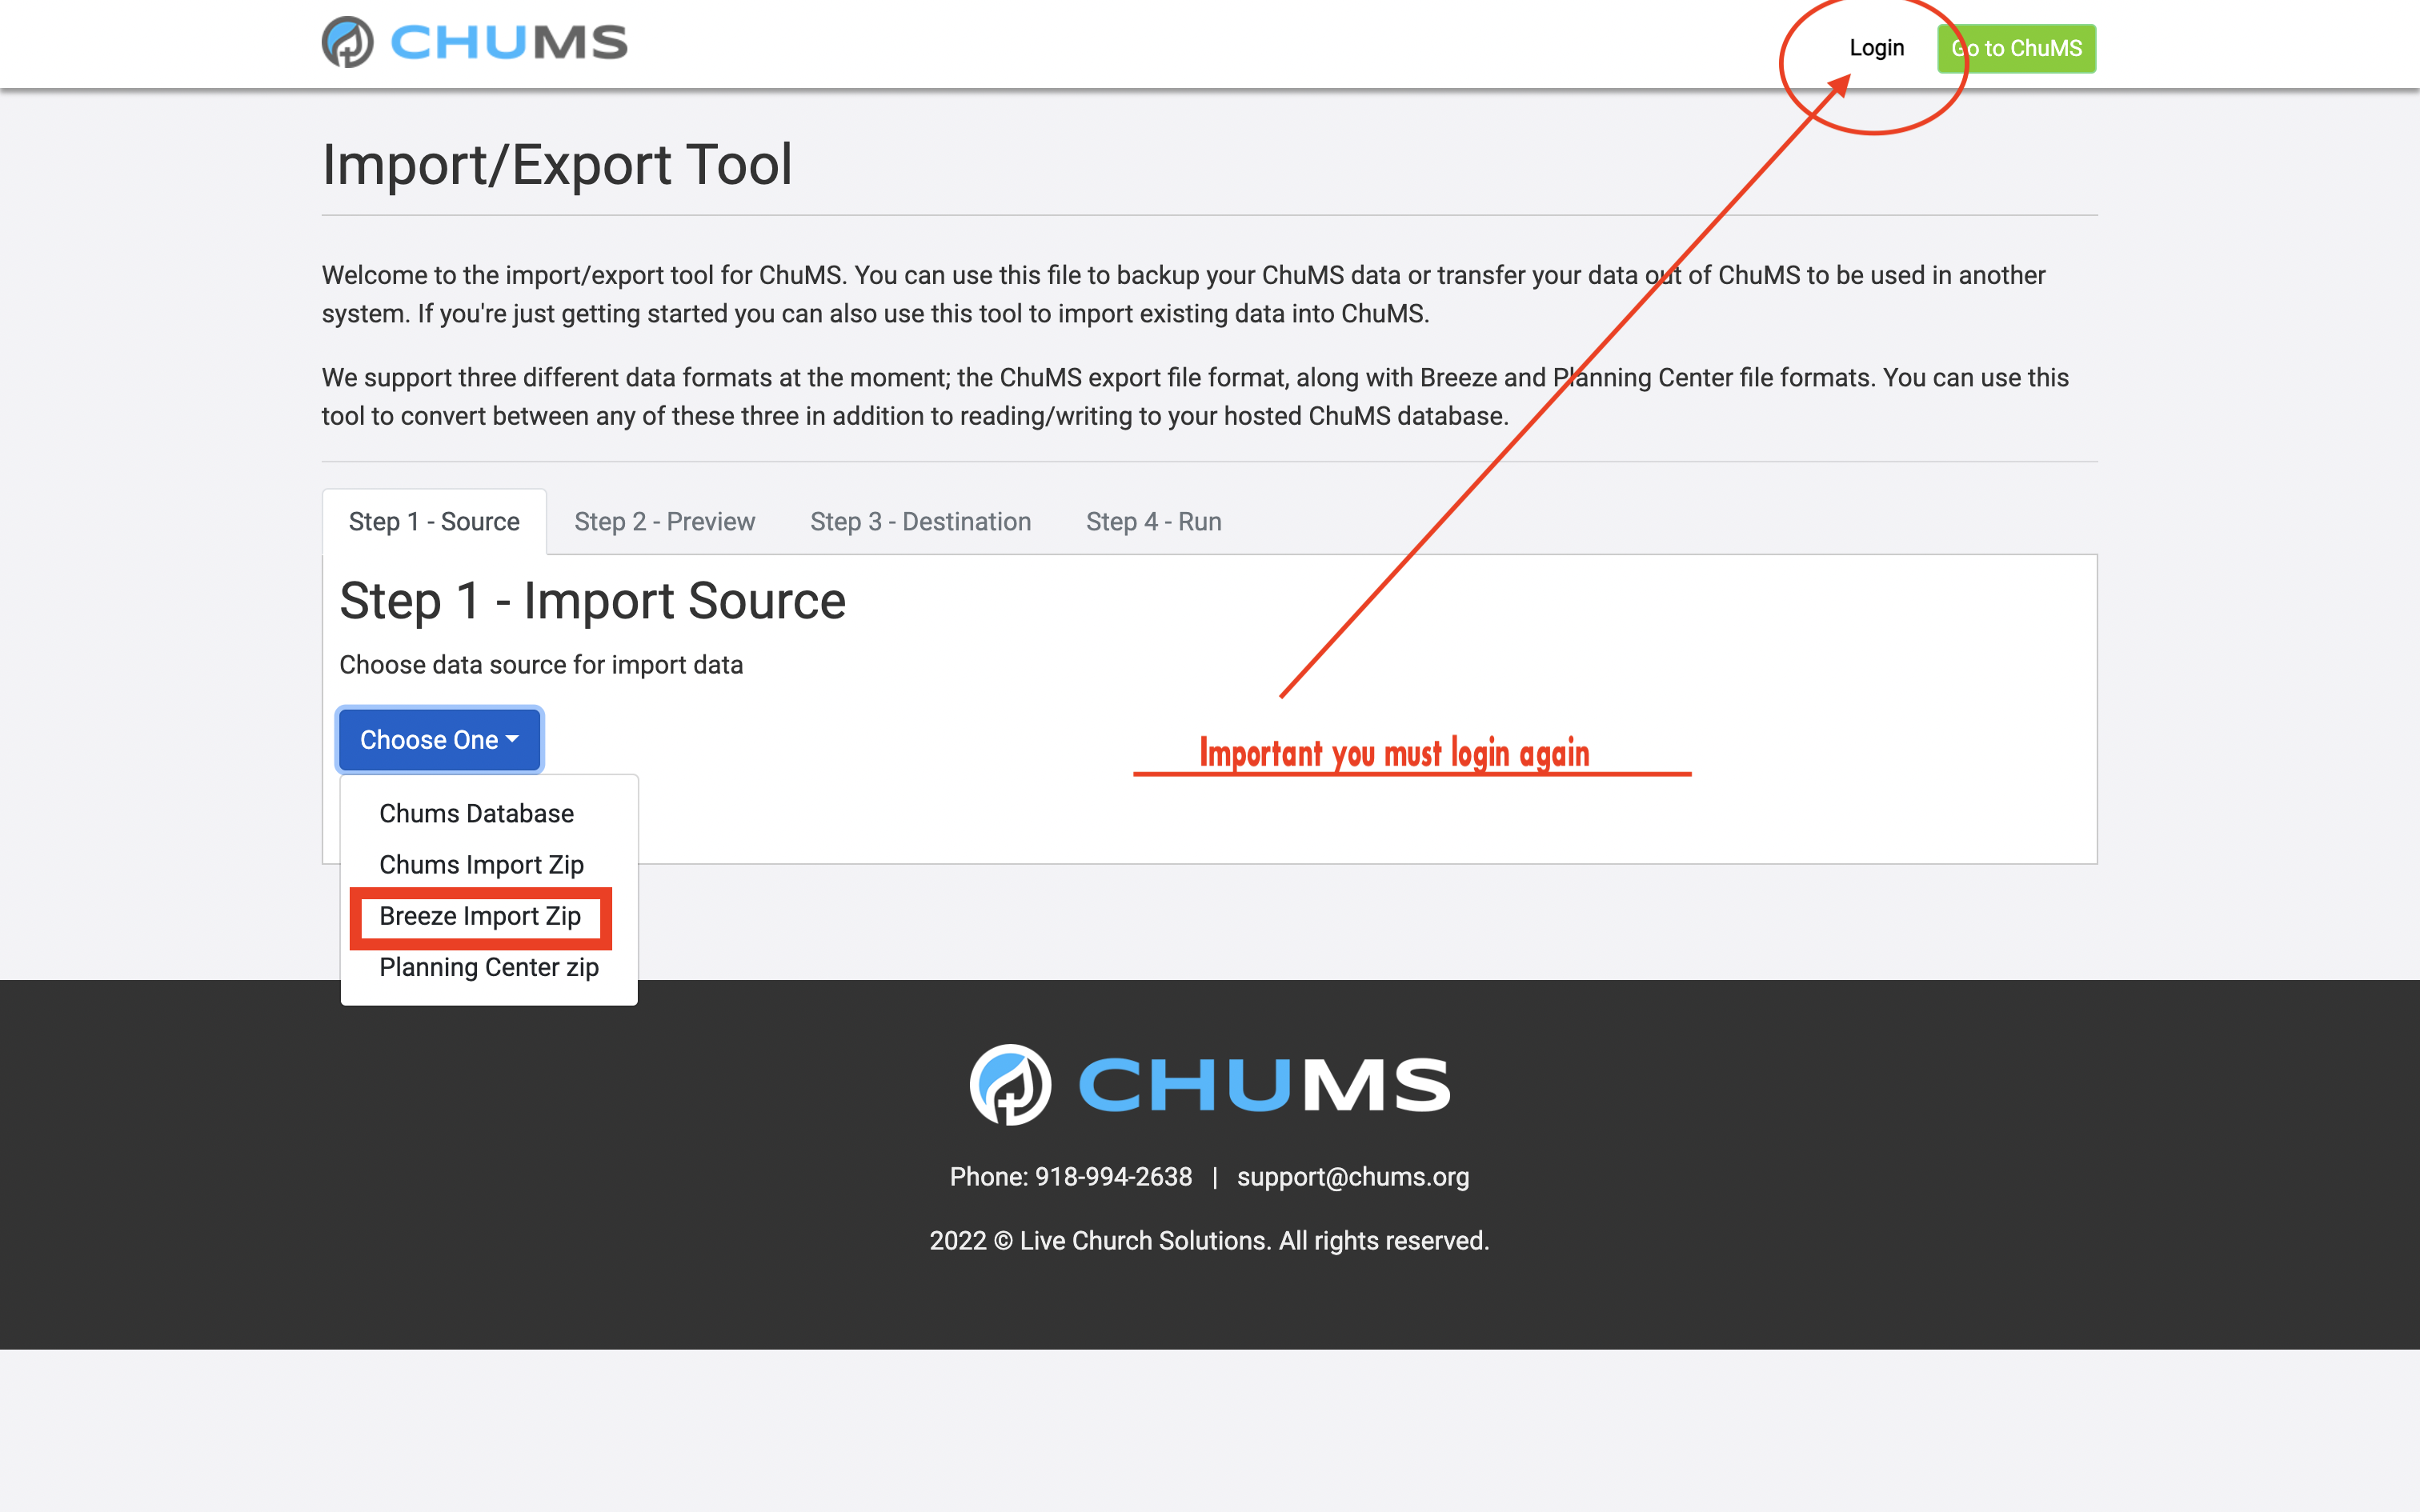 CHUMS
Login
Go to ChuMS
Import/Export Tool
Welcome to the import/export tool for ChuMS. You can use this file to backup your ChuMS data or transfer your data out of ChuMS to be used in another
system. If you're just getting started you can also use this tool to import existing data into ChuMS.
We support three different data formats at the moment; the ChuMS export file format, along with Breeze and Planning Center file formats. You can use this
tool to convert between any of these three in addition to reading/writing to your hosted ChuMS database.
Step 1 - Source
Step 2 - Preview
Step 3 - Destination
Step 4 - Run
Step 1 - Import Source
Choose data source for import data
Choose One
Important you must login again
Chums Database
Chums Import Zip
Breeze Import Zip
Planning Center zip
CHUMS
Phone: 918-994-2638 | support@chums.org
2022 © Live Church Solutions. All rights reserved.